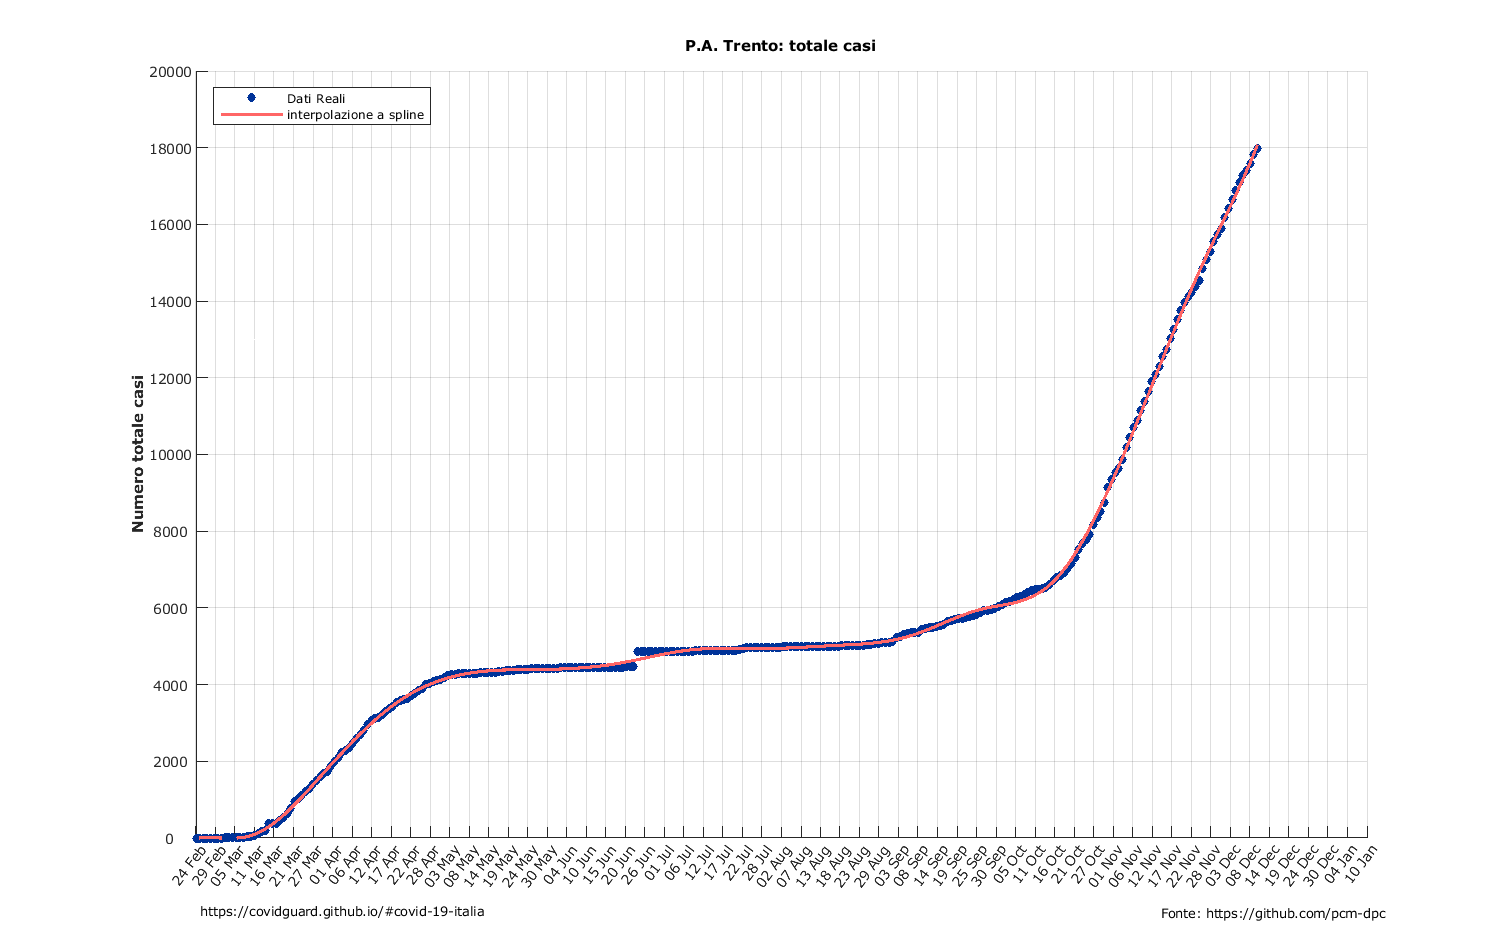 P.A. Trento: totale casi
Dati Reali
interpolazione a spline
Numero totale casi
20000
18000
16000
14000
12000
10000
8000
6000
4000
2000
0
24 Feb
29 Feb
05 Mar
11 Mar
16 Mar
21 Mar
27 Mar
01 Apr
06 Apr
12 Apr
17 Apr
22 Apr
28 Apr
03 May
08 May
14 May
19 May
24 May
30 May
04 Jun
10 Jun
15 Jun
20 Jun
26 Jun
01 Jul
06 Jul
12 Jul
17 Jul
22 Jul
28 Jul
02 Aug
07 Aug
13 Aug
18 Aug
23 Aug
29 Aug
03 Sep
08 Sep
14 Sep
19 Sep
25 Sep
30 Sep
05 Oct
11 Oct
16 Oct
21 Oct
27 Oct
01 Nov
06 Nov
12 Nov
17 Nov
22 Nov
28 Nov
03 Dec
08 Dec
14 Dec
19 Dec
24 Dec
30 Dec
04 Jan
10 Jan
https://covidguard.github.io/#covid-19-italia
Fonte: https://github.com/pcm-dpc